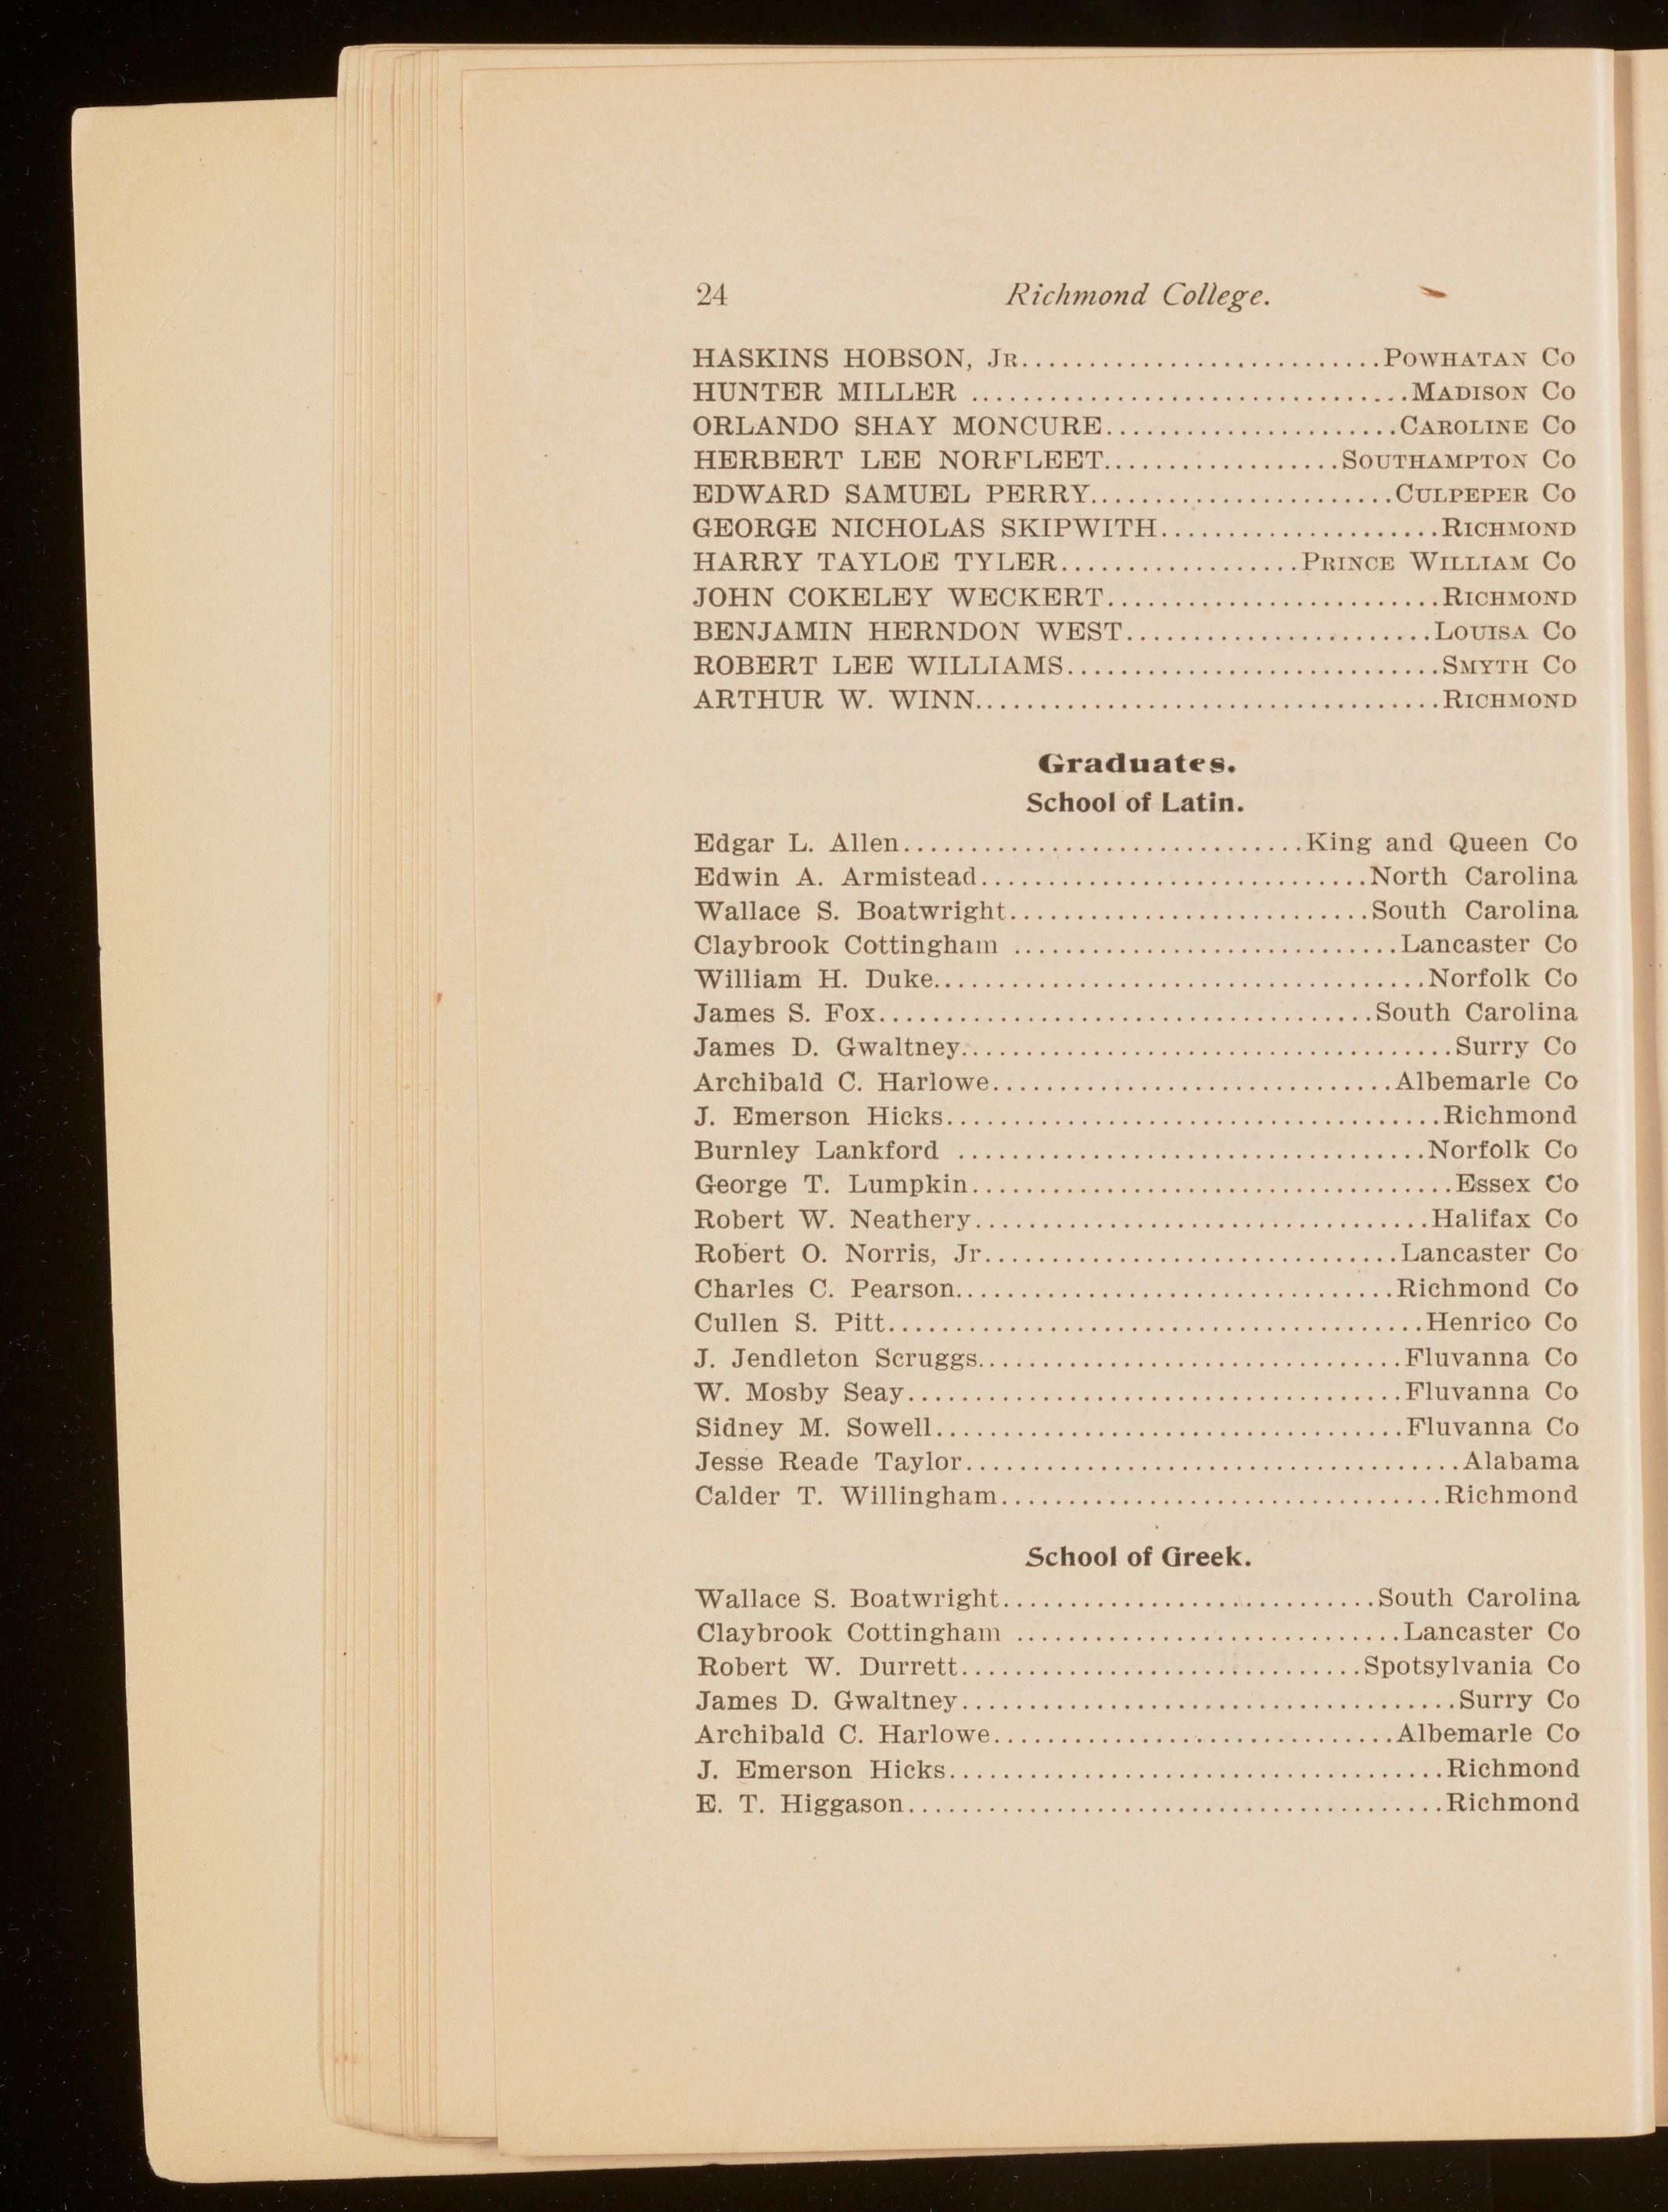 24 Richmond College.
HASKINS HOBSON, JR............................POWHATAN CO
HUNTER MILLER ..................................MADISON CO
ORLANDO SHAY MONCURE......................CAROLINE CO
HERBERT LEE NORFLEET..................SOUTHAMPTON CO
EDWARD SAMUEL PERRY.......................CULPEPER CO
GEORGE NICHOLAS SKIPWITH.....................RICHMOND
HARRY TAYLOE TYLER..................PRINCE WILLIAM CO
JOHN COKELEY WECKERT.........................RICHMOND
BENJAMIN HERNDON WEST.......................LOUISA CO
ROBERT LEE WILLIAMS............................SMYTH CO
ARTHUR W. WINN...................................RICHMOND
Graduates.
School of Latin.
Edgar L. Allen..............................King and Queen Co
Edwin A. Armistead.............................North Carolina
Wallace S. Boatwright...........................South Carolina
Claybrook Cottingham .............................Lancaster Co
William H. Duke.....................................Norfolk Co
James S. Fox.....................................South Carolina
James D. Gwaltney.....................................Surry Co
Archibald C. Harlowe..............................Albemarle Co
J. Emerson Hicks.....................................Richmond
Burnley Lankford ...................................Norfolk Co
George T. Lumpkin....................................Essex Co
Robert W. Neathery..................................Halifax Co
Robert O. Norris, Jr...............................Lancaster Co
Charles C. Pearson.................................Richmond Co
Cullen S. Pitt........................................Henrico Co
J. Jendleton Scruggs................................Fluvanna Co
W. Mosby Seay.....................................Fluvanna Co
Sidney M. Sowell...................................Fluvanna Co
Jesse Reade Taylor.....................................Alabama
Calder T. Willingham.................................Richmond
School of Greek.
Wallace S. Boatwright............................South Carolina
Claybrook Cottingham .............................Lancaster Co
Robert W. Durrett..............................Spotsylvania Co
James D. Gwaltney.....................................Surry Co
Archibald C. Harlowe..............................Albemarle Co
J. Emerson Hicks.....................................Richmond
E. T. Higgason........................................Richmond